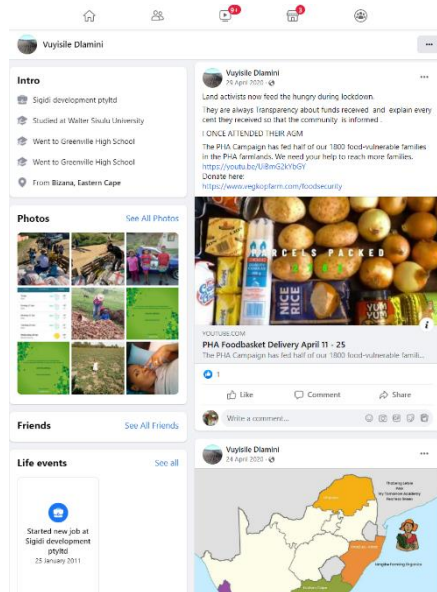 9+
3
Vuyisile Dlamini
Intro
Sigidi development ptyltd
Studied at Walter Sisulu University
Went to Greenville High School
Went to Greenville High School
From Bizana, Eastern Cape
Photos
See All Photos
Friends
See All Friends
Life events
See all
Started new job at
Sigidi development
ptyltd
25 January 2011
Vuyisile Dlamini
29 April 2020
Land activists now feed the hungry during lockdown.
They are always Transparency about funds received and explain every
cent they received so that the community is informed .
I ONCE ATTENDED THEIR AGM
The PHA Campaign has fed half of our 1800 food-vulnerable families
in the PHA farmlands. We need your help to reach more families.
https://youtu.be/UiBmG2kYbGY
Donate here:
https://www.vegkopfarm.com/foodsecurity
PARCELS PACKED
NICE
RICE
YUM
YUM
YOUTUBE.COM
PHA Foodbasket Delivery April 11 - 25
The PHA Campaign has fed half of our 1800 food-vulnerable famili...
1
Like
Comment
Share
Write a comment...
Vuyisile Dlamini
24 April 2020